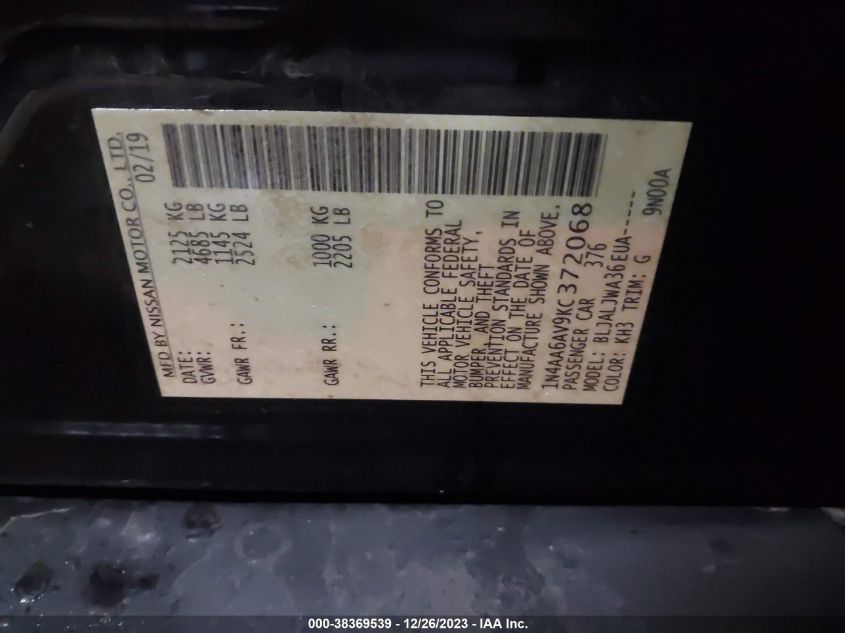 MFD BY NISSAN MOTOR CO., LTD.
DATE: 02/19
GVWR: 2125 KG
4685 LB
GAWR FR.: 1145 KG
2524 LB
GAWR RR.: 1000 KG
2205 LB
THIS VEHICLE CONFORMS TO
ALL APPLICABLE FEDERAL
MOTOR VEHICLE SAFETY,
BUMPER, AND THEFT
PREVENTION STANDARDS IN
EFFECT ON THE DATE OF
MANUFACTURE SHOWN ABOVE.
1N4AA6AV9KC372068
PASSENGER CAR 376
MODEL: BLJALJWA36EUA-----
COLOR: KH3 TRIM: G 9N00A
000-38369539 - 12/26/2023 - IAA Inc.